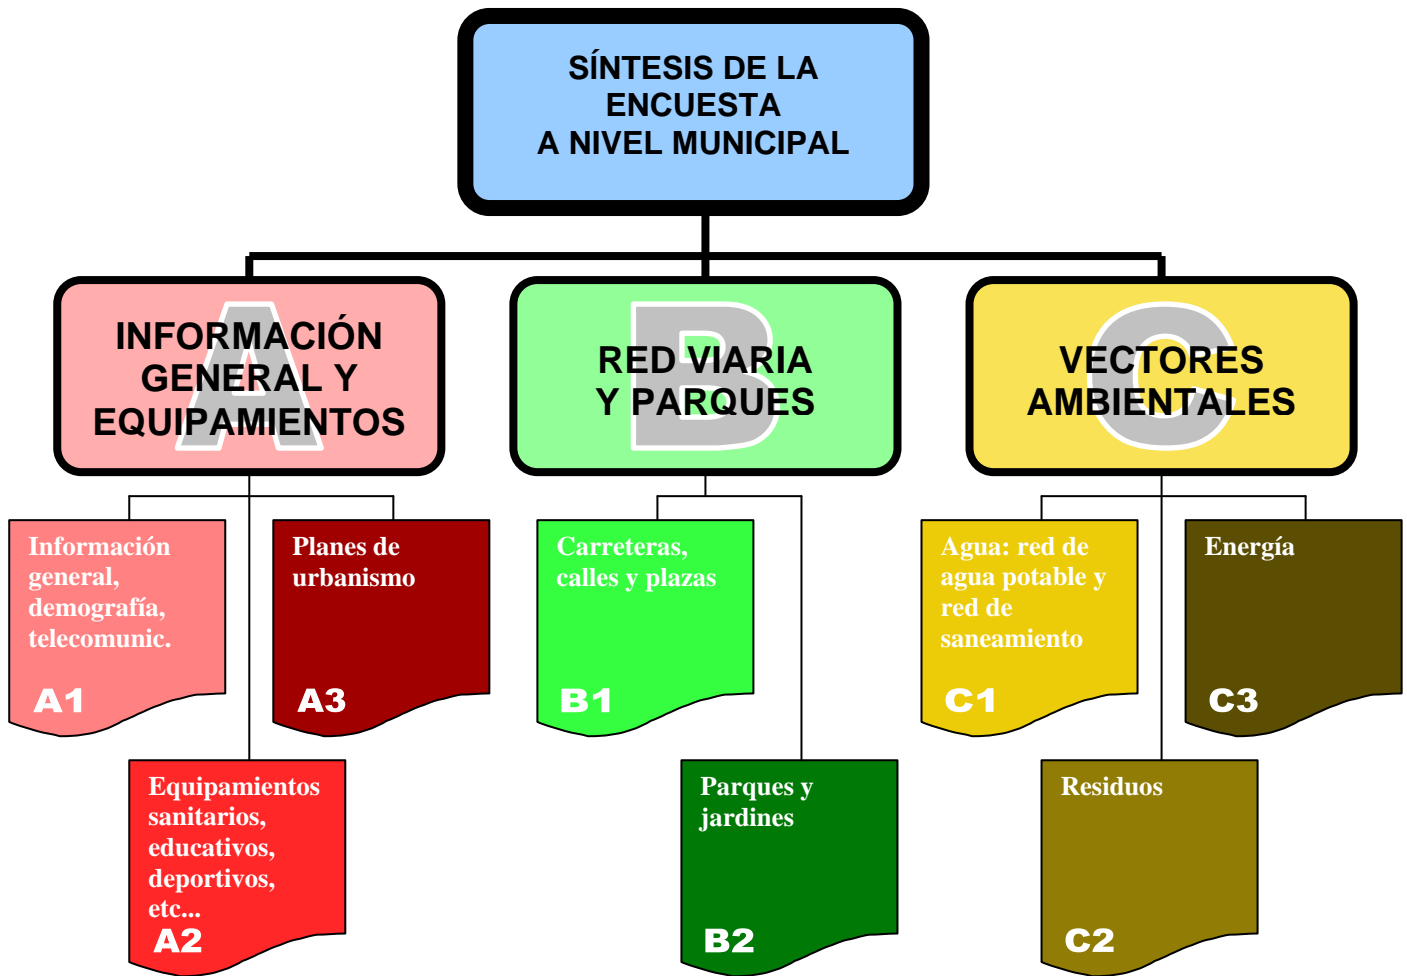 SÍNTESIS DE LA
ENCUESTA
A NIVEL MUNICIPAL
A
INFORMACIÓN
GENERAL Y
EQUIPAMIENTOS
B
RED VIARIA
Y PARQUES
C
VECTORES
AMBIENTALES
Información
general,
demografía,
telecomunic.
A1
Planes de
urbanismo
A3
Carreteras,
calles y plazas
B1
Agua: red de
agua potable y
red de
saneamiento
C1
Energía
C3
Equipamientos
sanitarios,
educativos,
deportivos,
etc...
A2
Parques y
jardines
B2
Residuos
C2